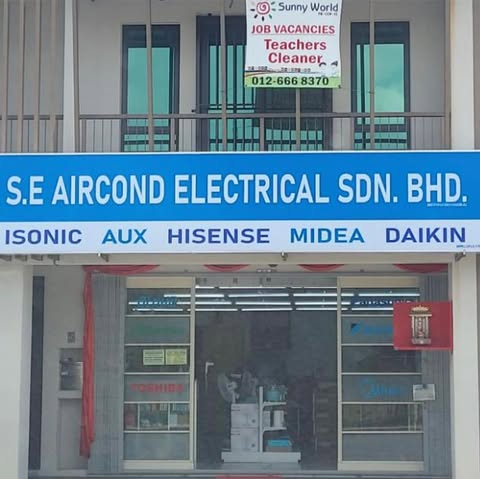 Sunny World
JOB VACANCIES
Teachers
Cleaner
012-666 8370
S.E AIRCOND ELECTRICAL SDN. BHD.
ISONIC AUX HISENSE MIDEA DAIKIN
Panasonic
TOSHIBA